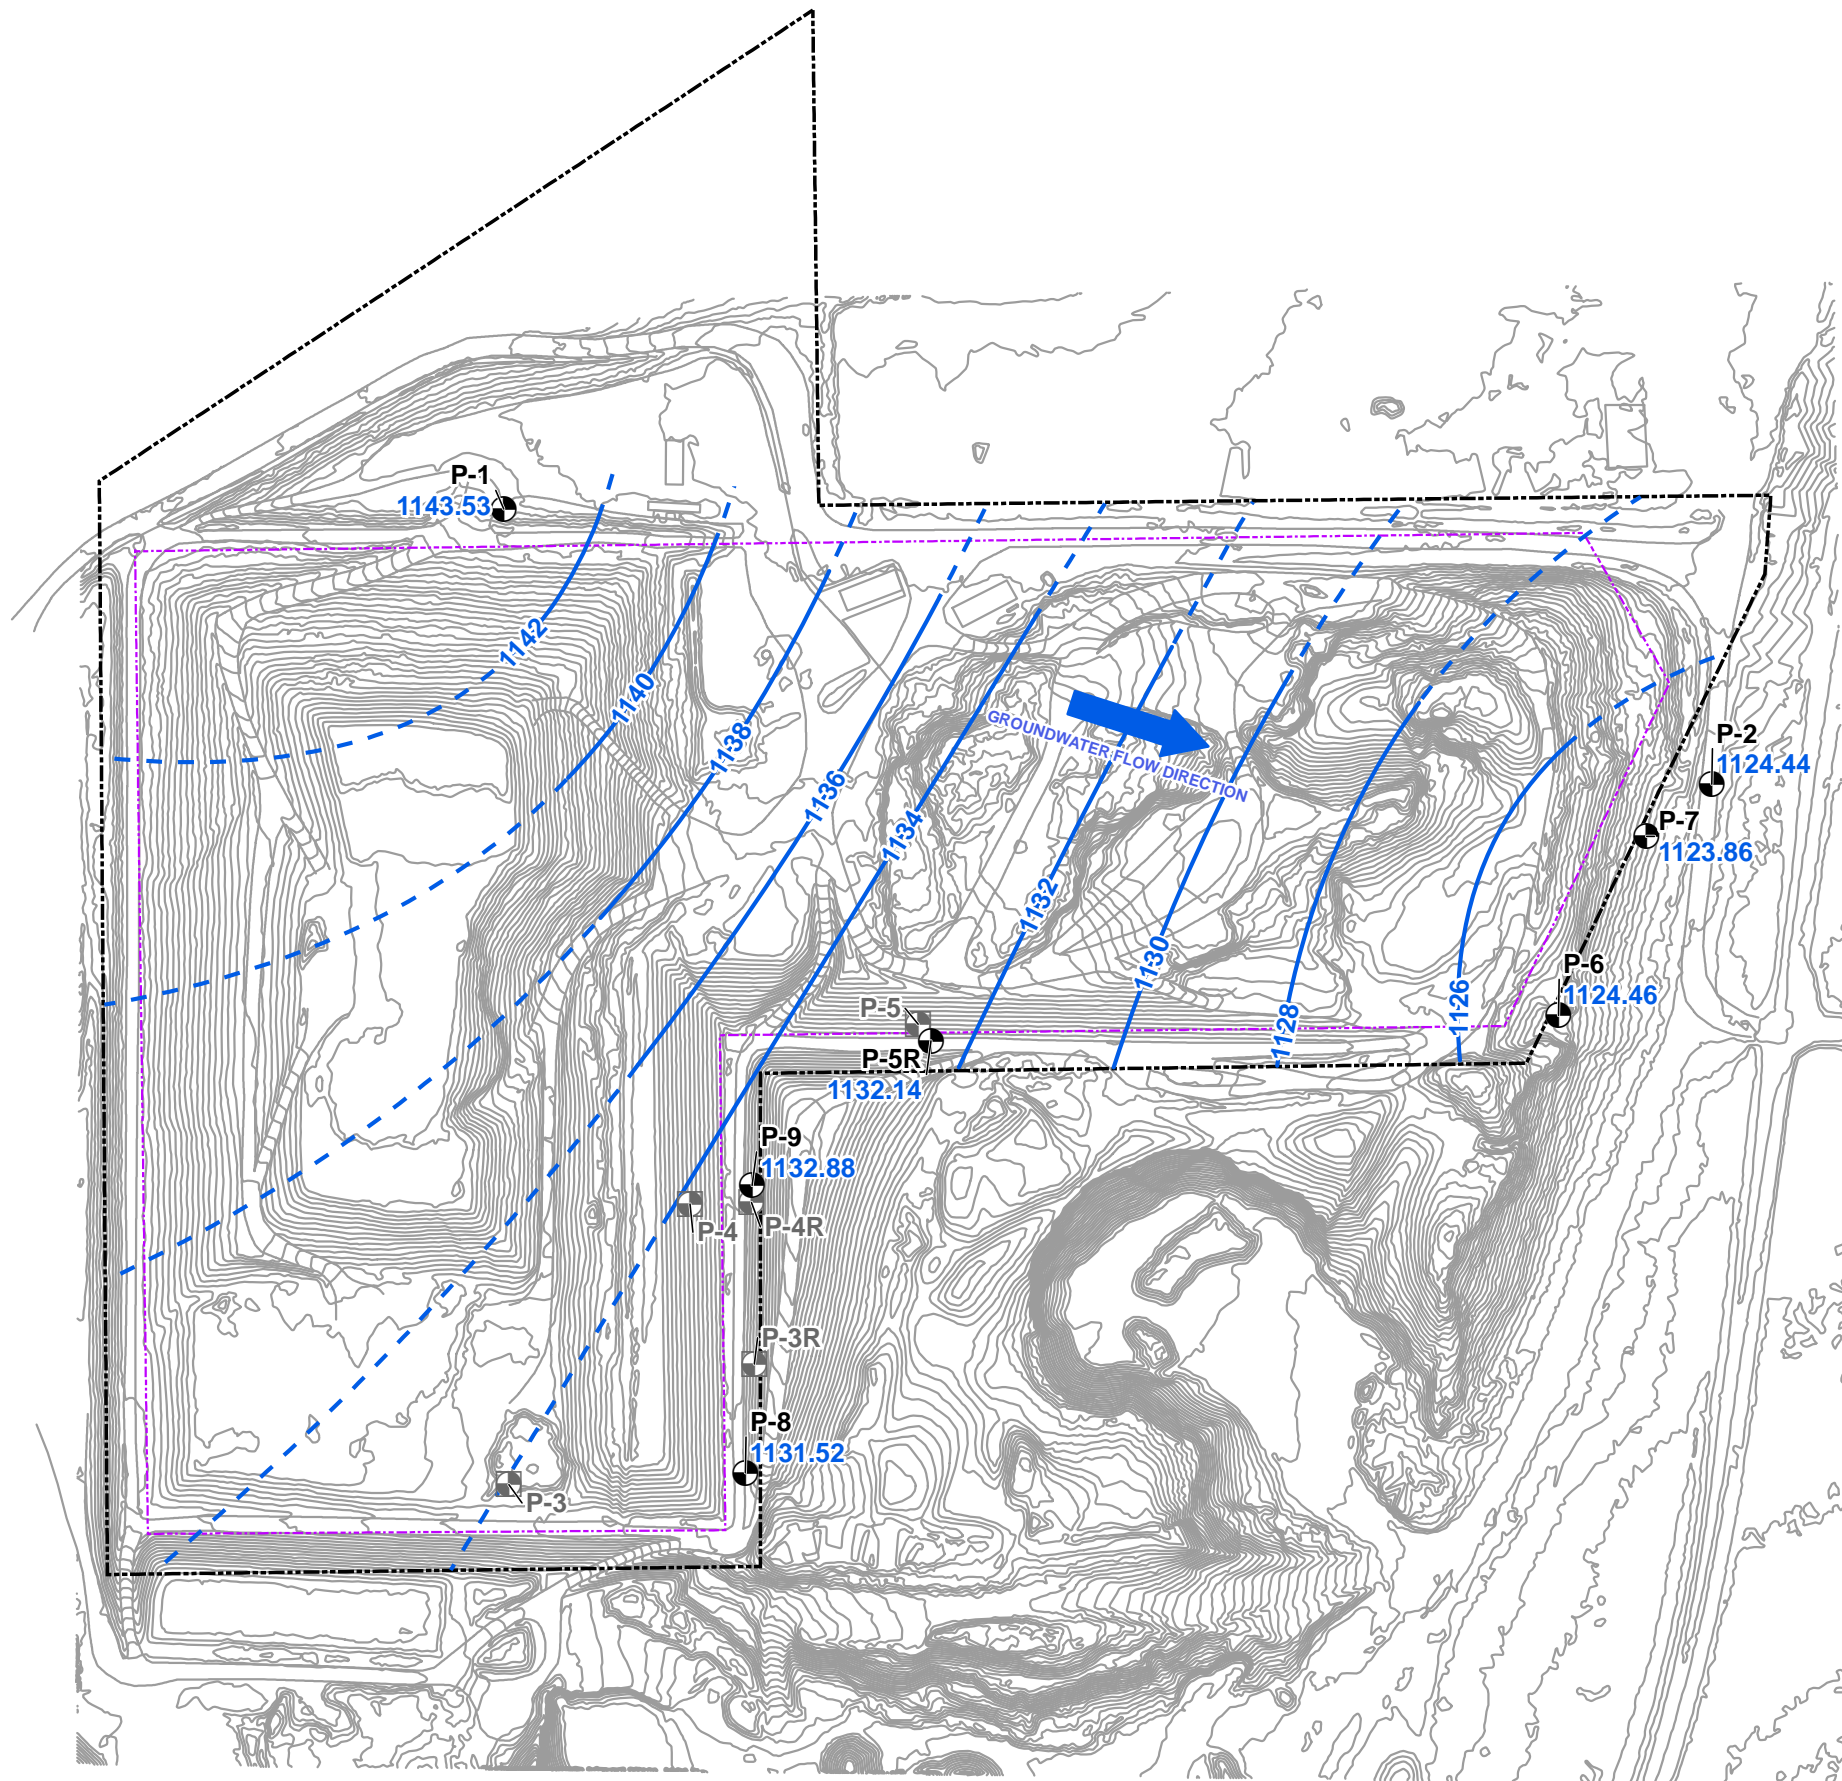 P-1
1143.53
1142
1140
1138
1136
1134
1132
1130
1128
1126
GROUNDWATER FLOW DIRECTION
P-2
1124.44
P-7
1123.86
P-6
1124.46
P-5
P-5R
1132.14
P-9
1132.88
P-4
P-4R
P-3R
P-8
1131.52
P-3